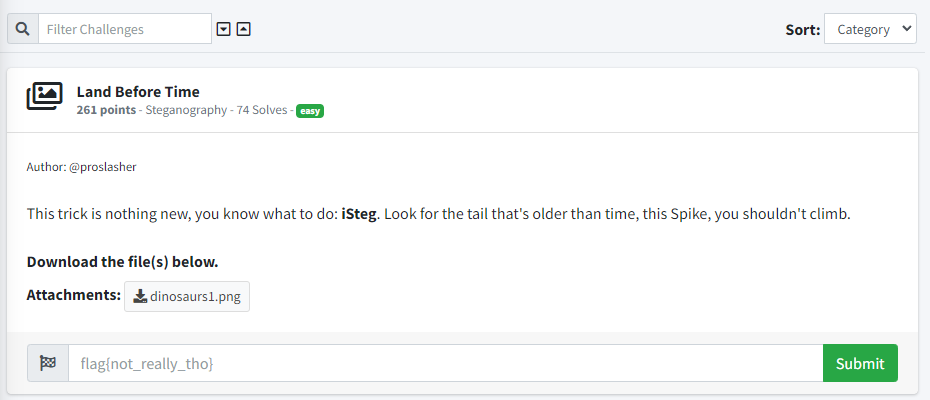 Filter Challenges
Sort: Category
Land Before Time
261 points - Steganography - 74 Solves - easy
Author: @proslasher
This trick is nothing new, you know what to do: iSteg. Look for the tail that's older than time, this Spike, you shouldn't climb.
Download the file(s) below.
Attachments: dinosaurs1.png
flag{not_really_tho}
Submit